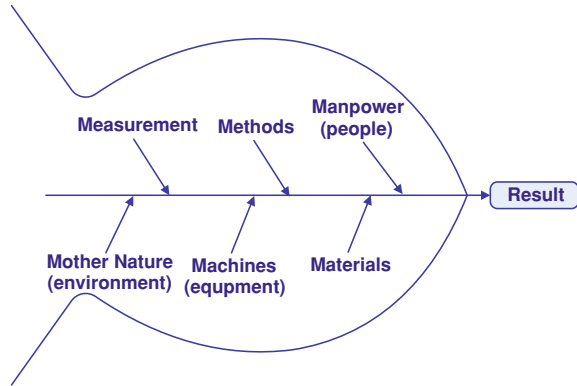 Measurement
Methods
Manpower
(people)
Result
Mother Nature
(environment)
Machines
(equpment)
Materials